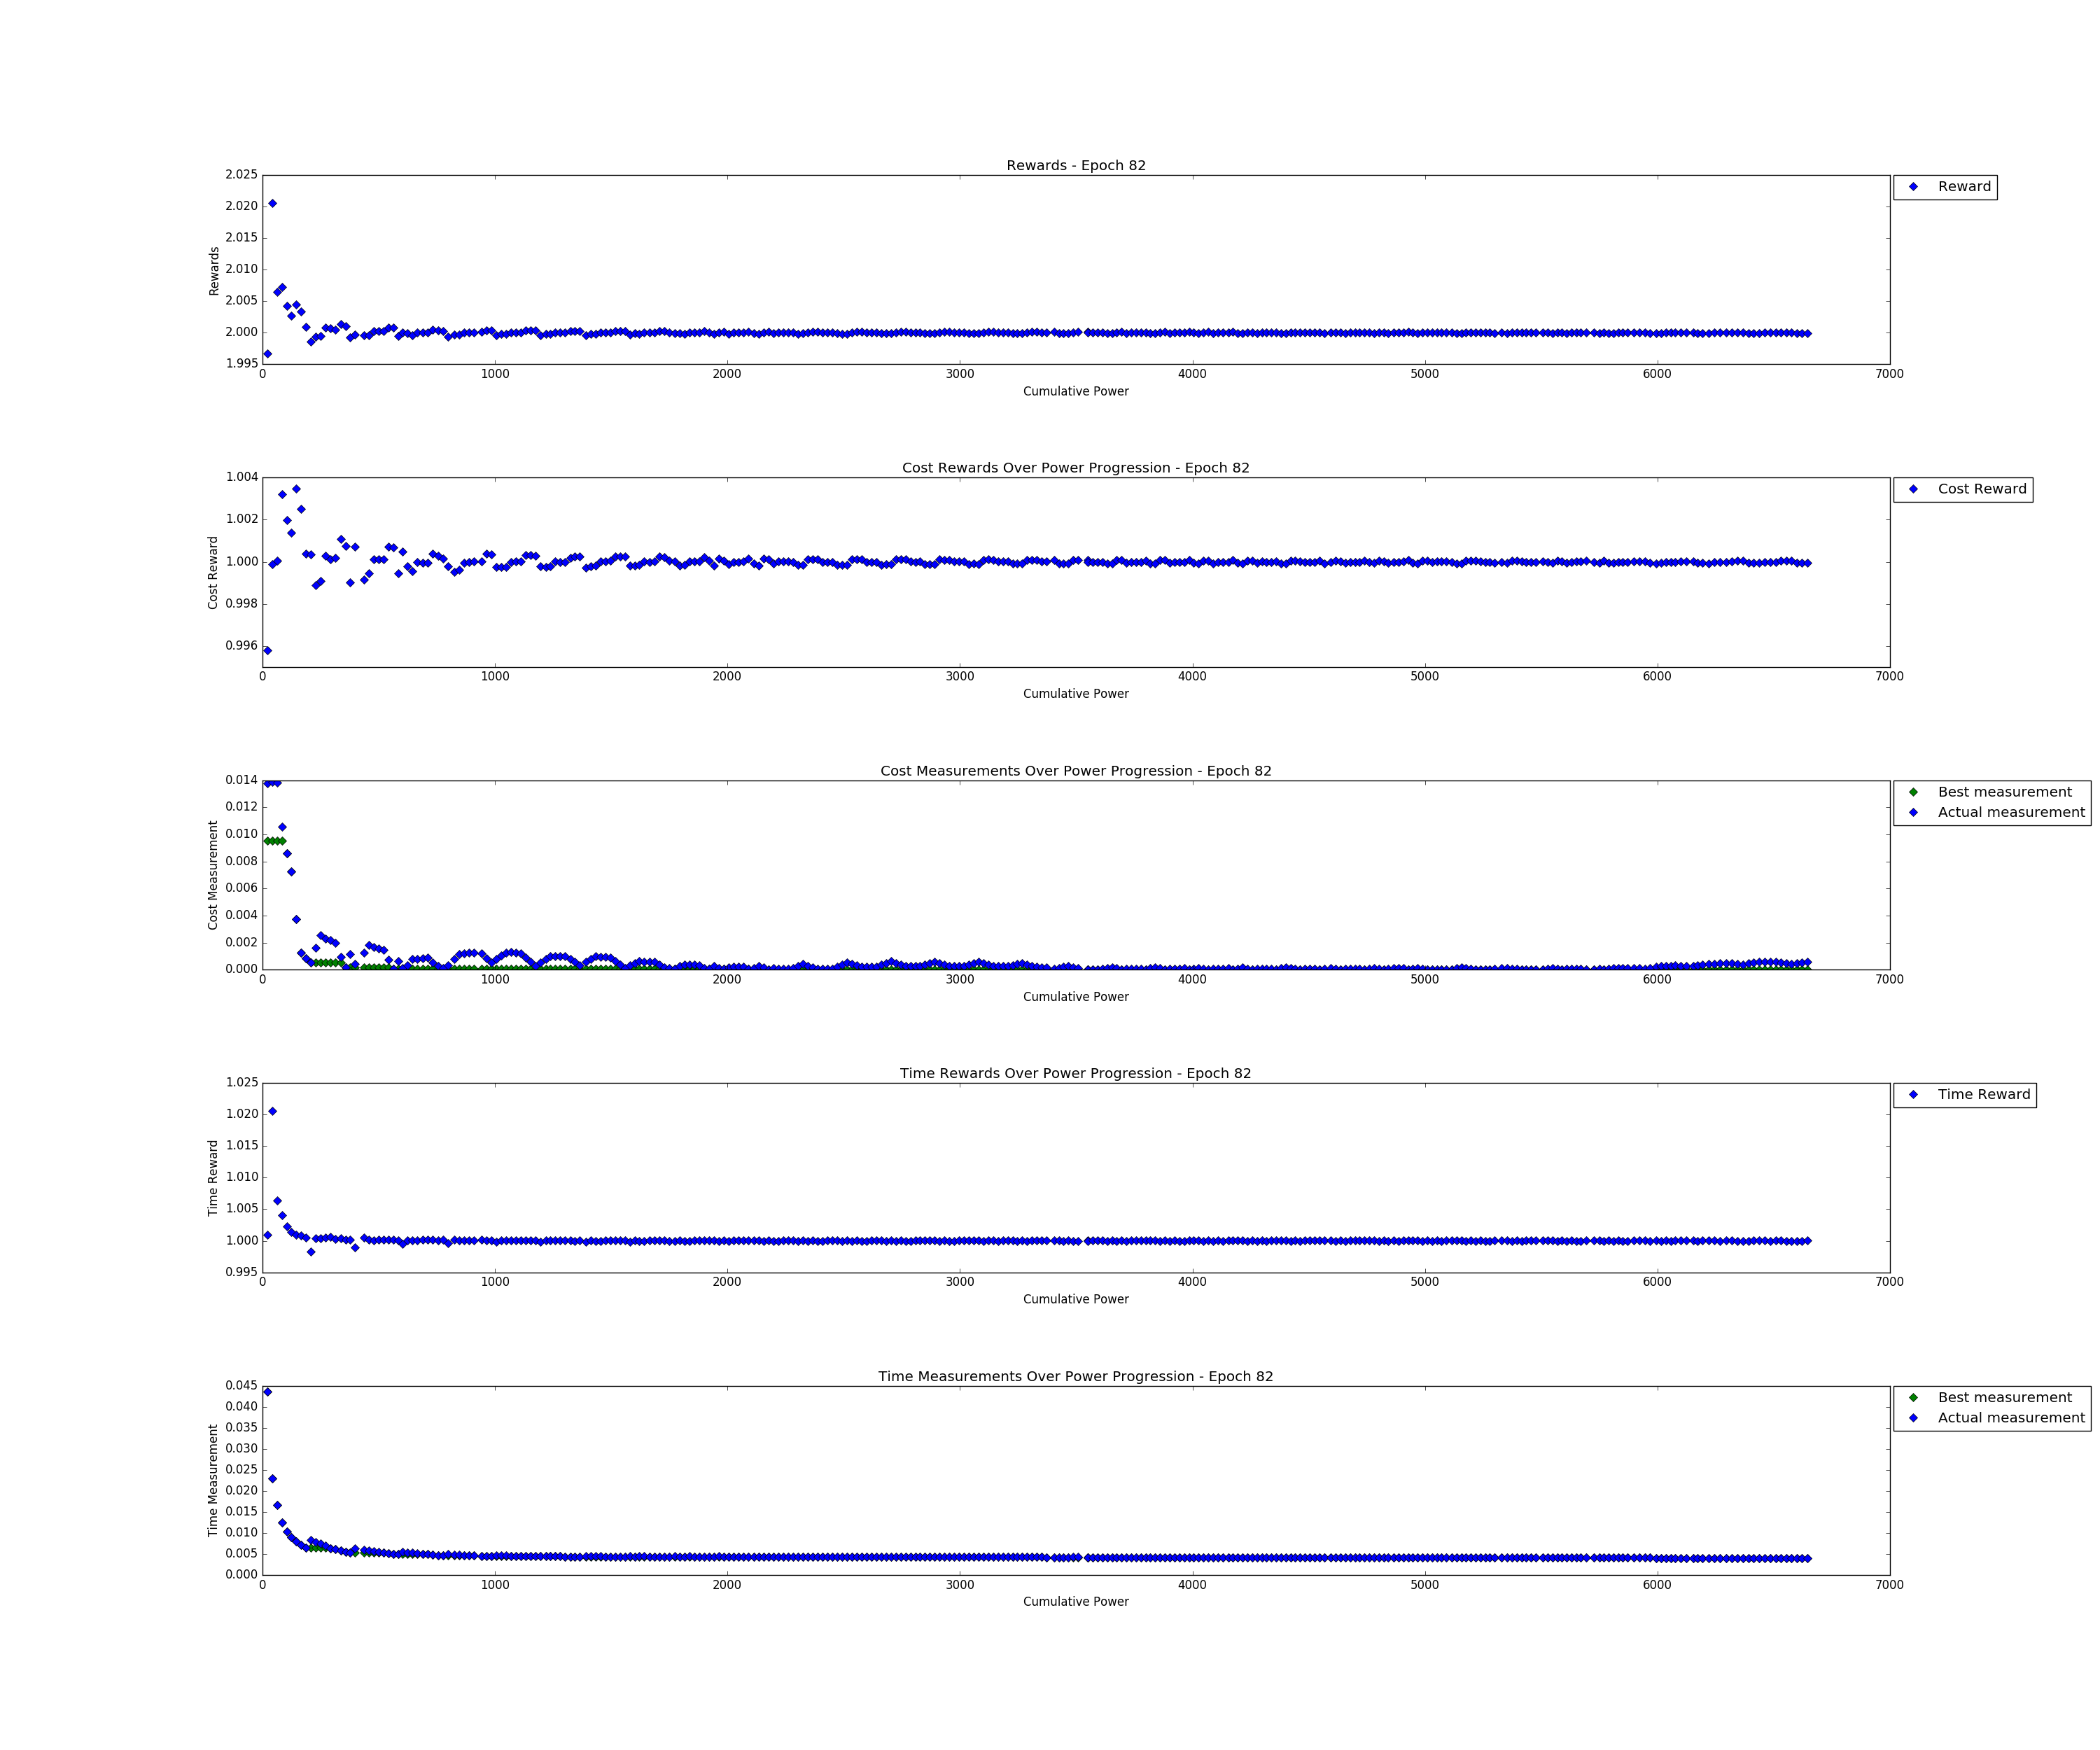 Rewards - Epoch 82
2.025
2.020
2.015
2.010
2.005
2.000
1.995
Rewards
0 1000 2000 3000 4000 5000 6000 7000
Cumulative Power
Reward
Cost Rewards Over Power Progression - Epoch 82
1.004
1.002
1.000
0.998
0.996
Cost Reward
0 1000 2000 3000 4000 5000 6000 7000
Cumulative Power
Cost Reward
Cost Measurements Over Power Progression - Epoch 82
0.014
0.012
0.010
0.008
0.006
0.004
0.002
0.000
Cost Measurement
0 1000 2000 3000 4000 5000 6000 7000
Cumulative Power
Best measurement
Actual measurement
Time Rewards Over Power Progression - Epoch 82
1.025
1.020
1.015
1.010
1.005
1.000
0.995
Time Reward
0 1000 2000 3000 4000 5000 6000 7000
Cumulative Power
Time Reward
Time Measurements Over Power Progression - Epoch 82
0.045
0.040
0.035
0.030
0.025
0.020
0.015
0.010
0.005
0.000
Time Measurement
0 1000 2000 3000 4000 5000 6000 7000
Cumulative Power
Best measurement
Actual measurement